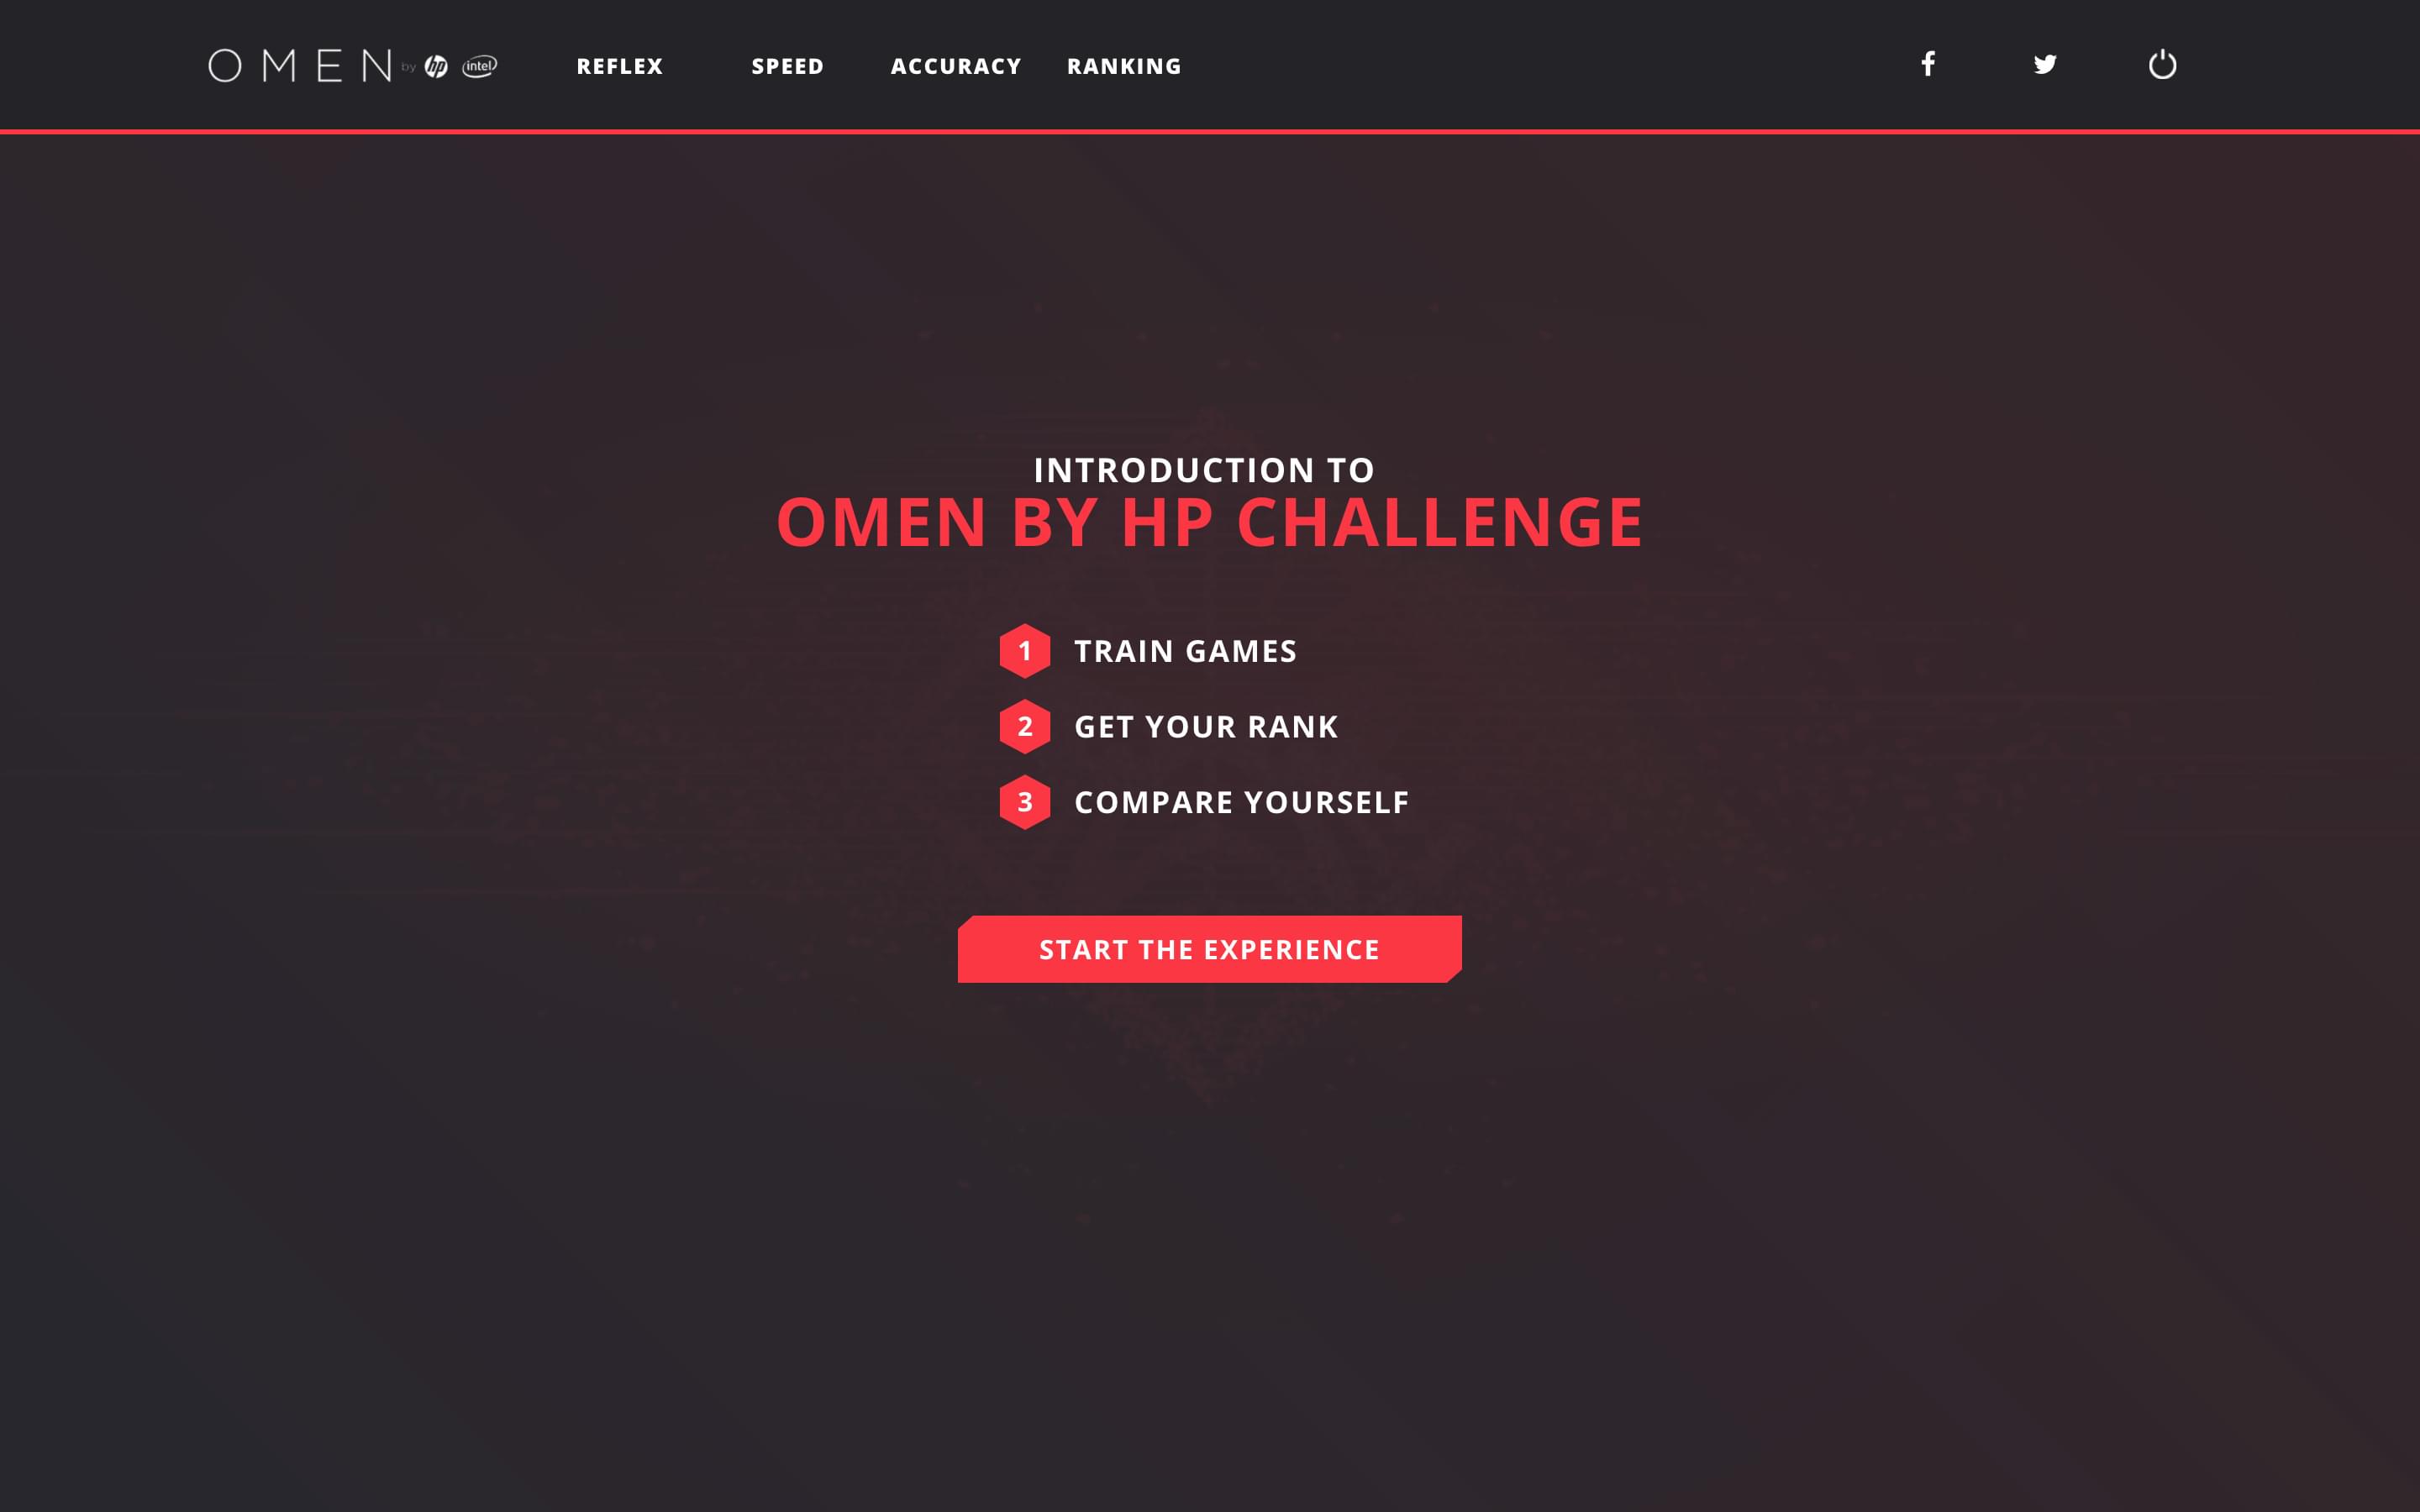 OMEN by hp intel REFLEX SPEED ACCURACY RANKING
INTRODUCTION TO
OMEN BY HP CHALLENGE
1 TRAIN GAMES
2 GET YOUR RANK
3 COMPARE YOURSELF
START THE EXPERIENCE